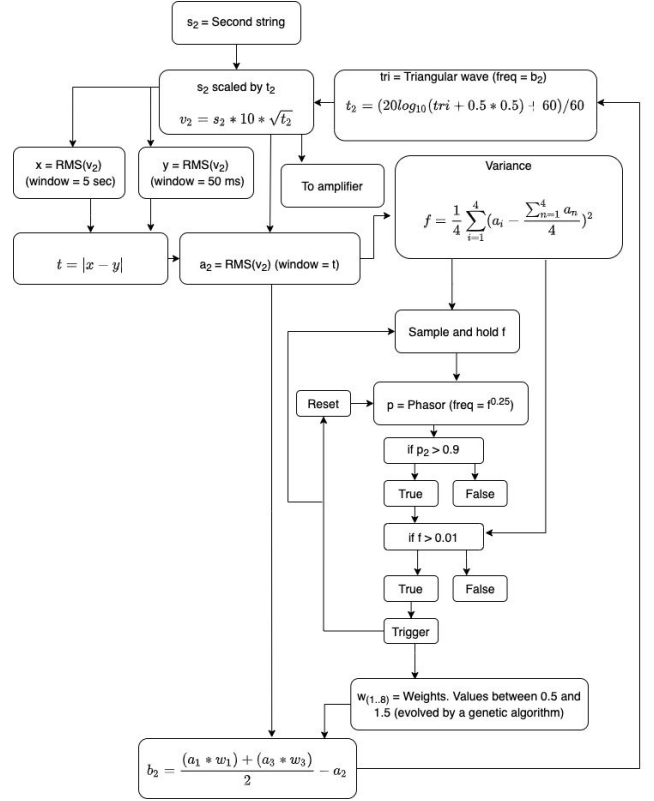 s₂ = Second string
s₂ scaled by t₂
v₂ = s₂ * 10 * √t₂
tri = Triangular wave (freq = b₂)
t₂ = (20log₁₀(tri + 0.5 * 0.5) + 60)/60
x = RMS(v₂)
(window = 5 sec)
y = RMS(v₂)
(window = 50 ms)
To amplifier
Variance
f = 1/4 ∑_{i=1}^{4} (aᵢ − (∑_{n=1}^{4} aₙ)/4)²
t = |x − y|
a₂ = RMS(v₂) (window = t)
Sample and hold f
Reset
p = Phasor (freq = f^0.25)
if p₂ > 0.9
True
False
if f > 0.01
True
False
Trigger
w₍₁..₈₎ = Weights. Values between 0.5 and
1.5 (evolved by a genetic algorithm)
b₂ = ((a₁ * w₁) + (a₃ * w₃))/2 − a₂